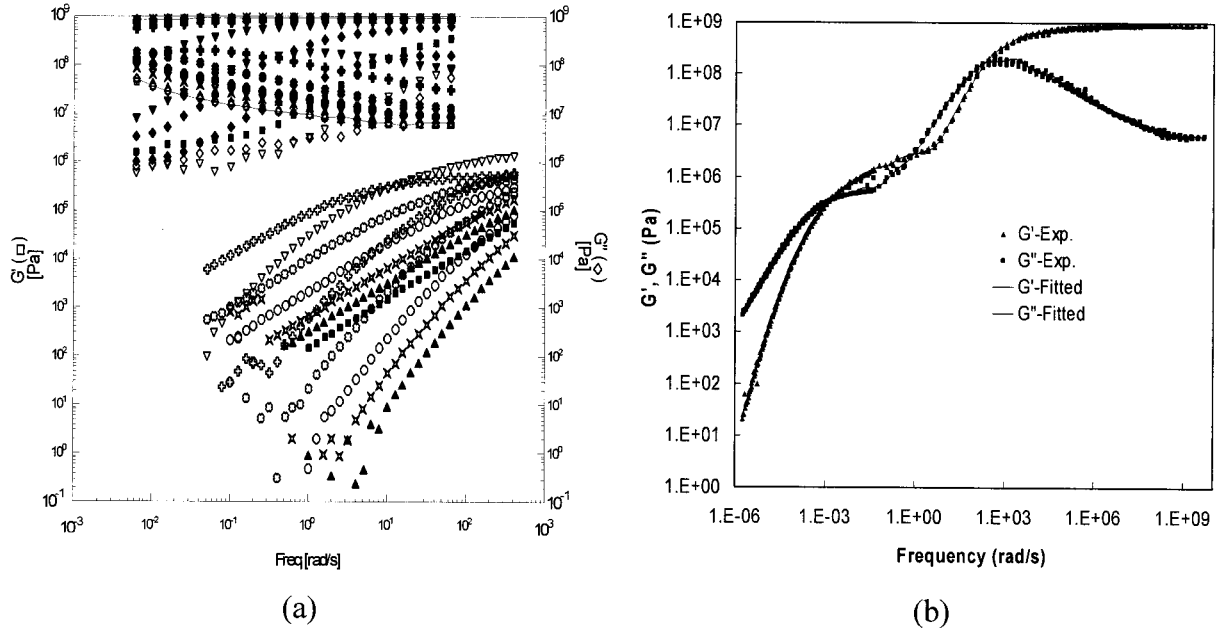 10⁹
10⁸
10⁷
10⁶
10⁵
10⁴
10³
10²
10¹
10⁰
10⁻¹
G' (□)
[Pa]
10⁻³
10⁻²
10⁻¹
10⁰
10¹
10²
10³
Freq [rad/s]
10⁹
10⁸
10⁷
10⁶
10⁵
10⁴
10³
10²
10¹
10⁰
10⁻¹
G'' (◇)
[Pa]
(a)
(b)
1.E+09
1.E+08
1.E+07
1.E+06
1.E+05
1.E+04
1.E+03
1.E+02
1.E+01
1.E+00
G', G'' (Pa)
G'-Exp.
G''-Exp.
G'-Fitted
G''-Fitted
1.E-06
1.E-03
1.E+00
1.E+03
1.E+06
1.E+09
Frequency (rad/s)
(b)